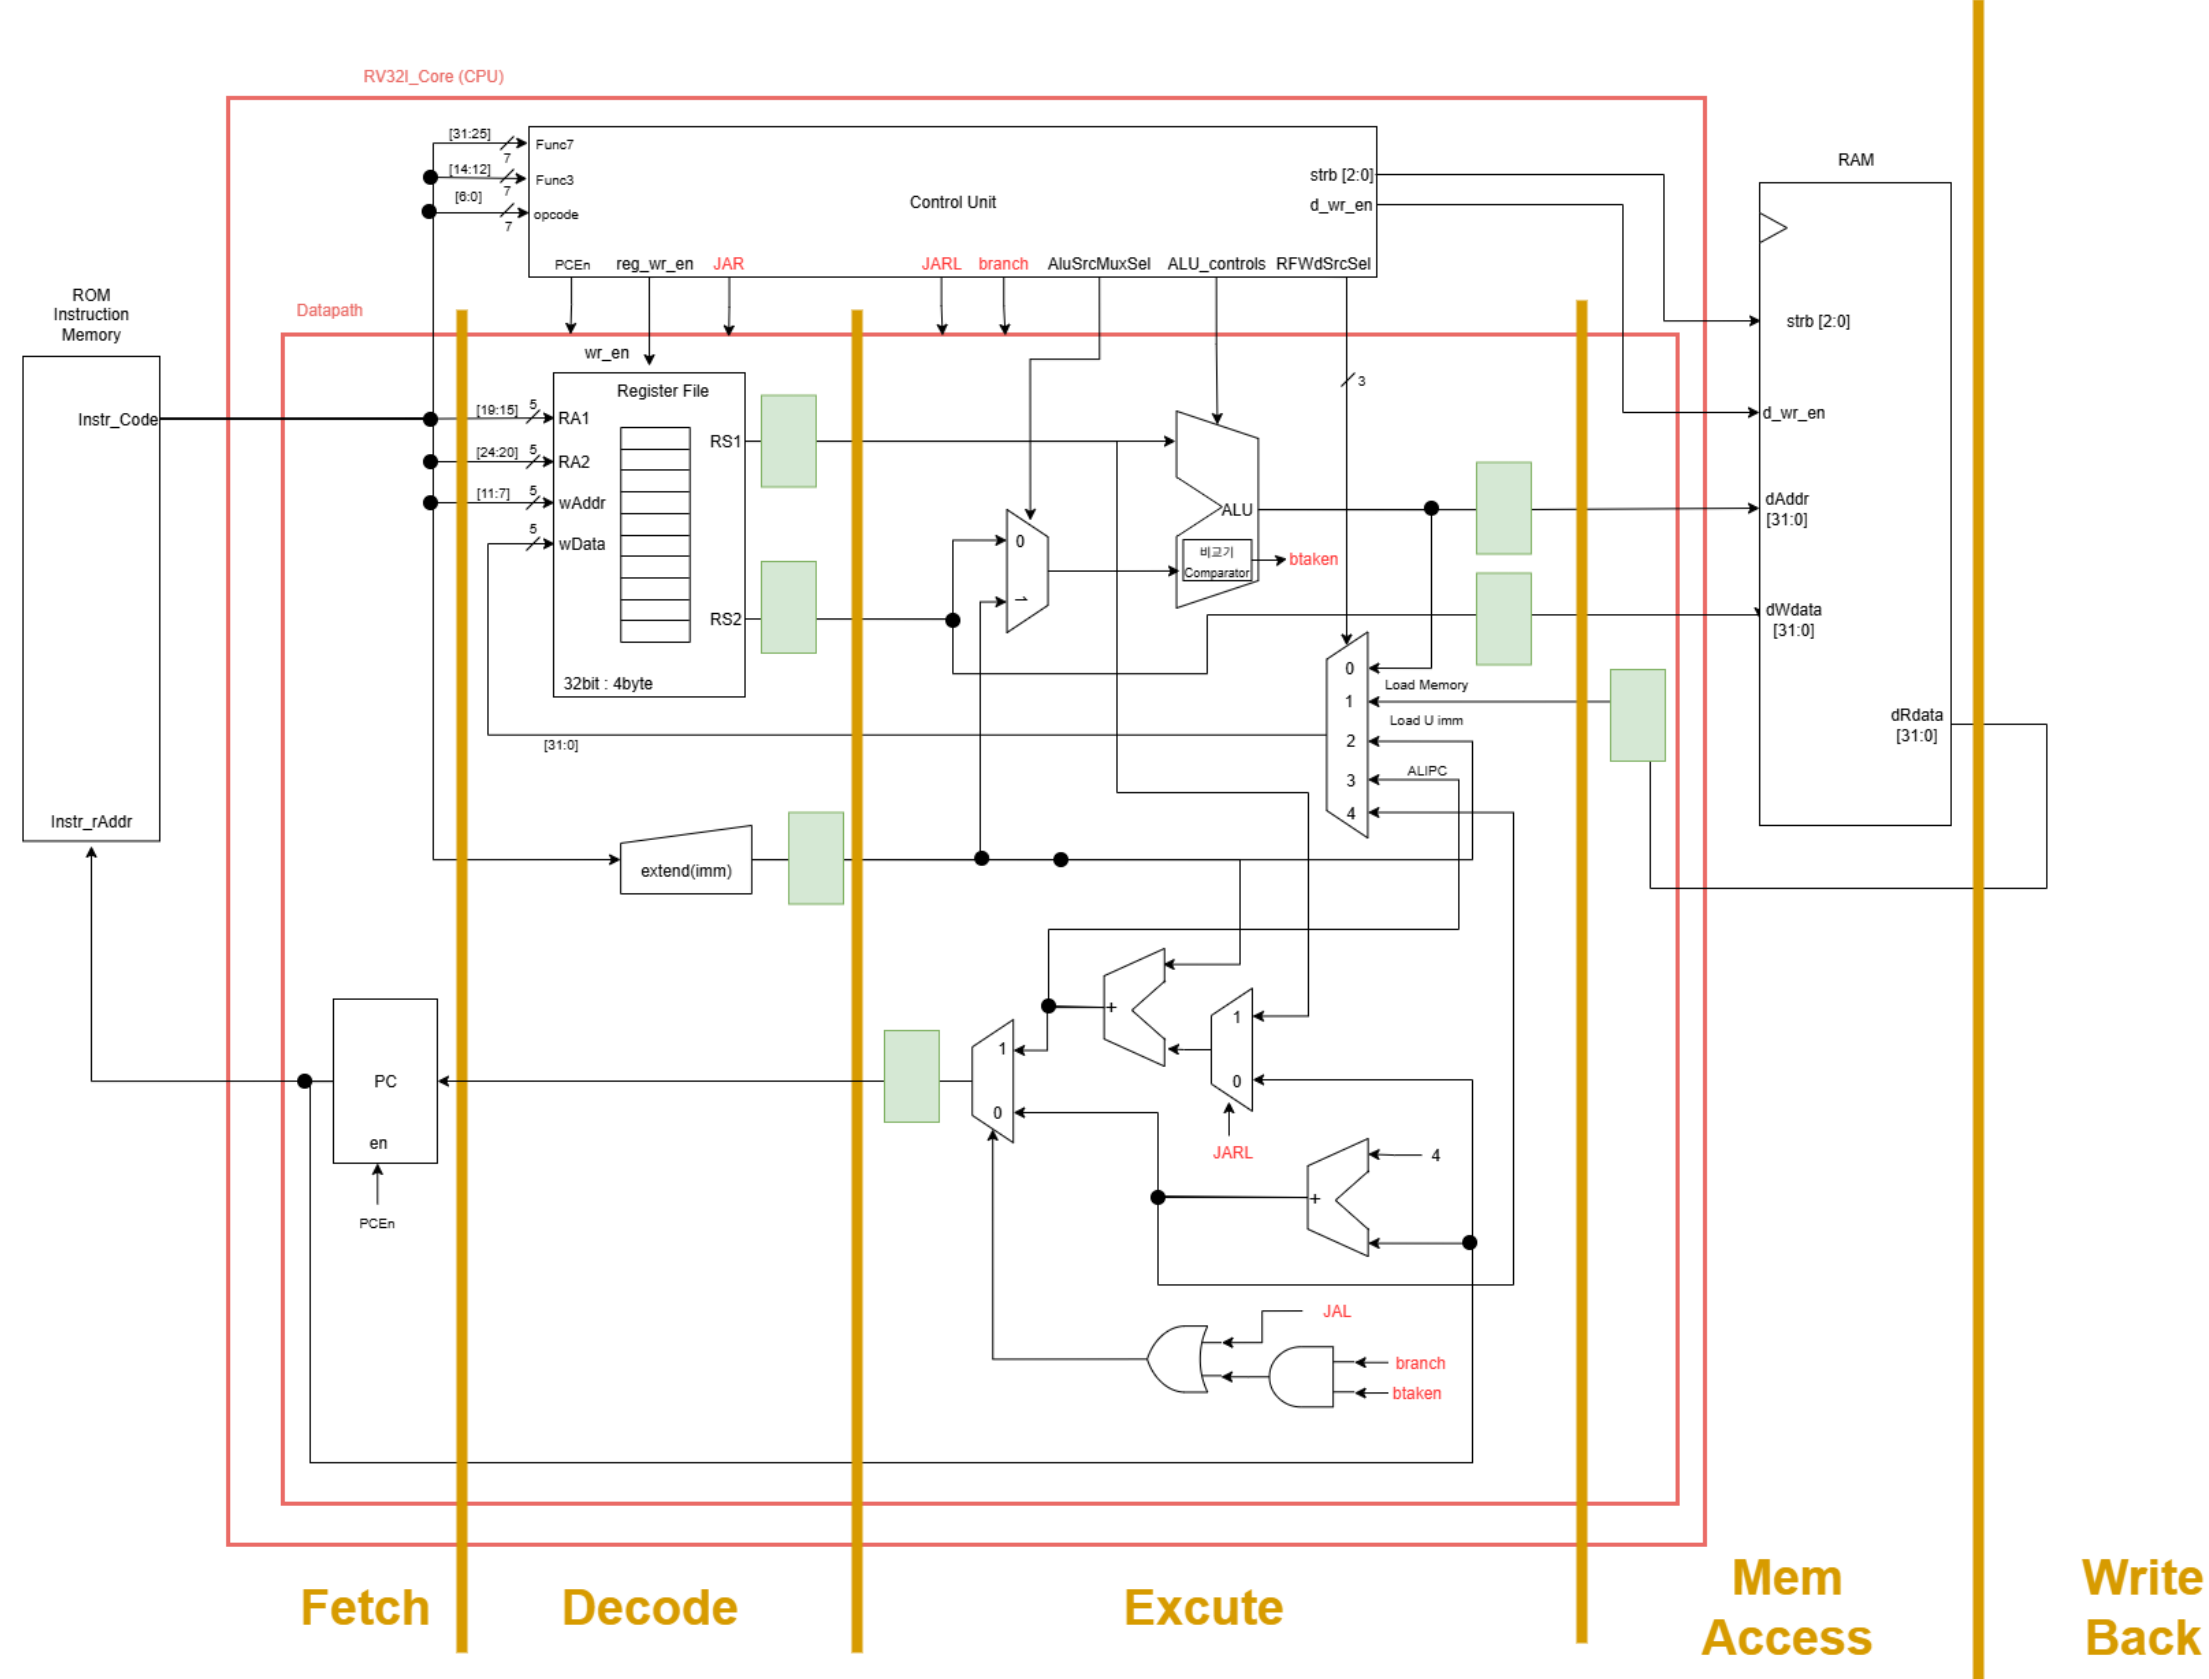 RV32I_Core (CPU)
[31:25]
7
Func7
[14:12]
7
Func3
[6:0]
7
opcode
Control Unit
strb [2:0]
d_wr_en
PCEn
reg_wr_en
JAR
JARL
branch
AluSrcMuxSel
ALU_controls
RFWdSrcSel
RAM
strb [2:0]
d_wr_en
dAddr
[31:0]
dWdata
[31:0]
dRdata
[31:0]
ROM
Instruction
Memory
Instr_Code
Instr_rAddr
Datapath
wr_en
Register File
[19:15]
5
RA1
[24:20]
5
RA2
[11:7]
5
wAddr
5
wData
RS1
RS2
32bit : 4byte
[31:0]
3
0
1
ALU
비교기
Comparator
btaken
0
Load Memory
1
Load U imm
2
ALIPC
3
4
extend(imm)
+
1
0
JARL
1
0
PC
en
PCEn
4
+
JAL
branch
btaken
Fetch
Decode
Excute
Mem
Access
Write
Back